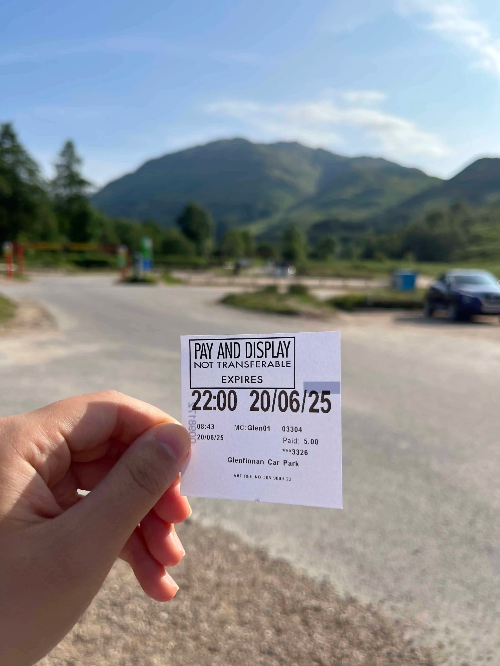 PAY AND DISPLAY
NOT TRANSFERABLE
EXPIRES
22:00 20/06/25
08:43 MC:Glen01 03304
20/06/25 Paid: 5.00
***3326
Glenfinnan Car Park